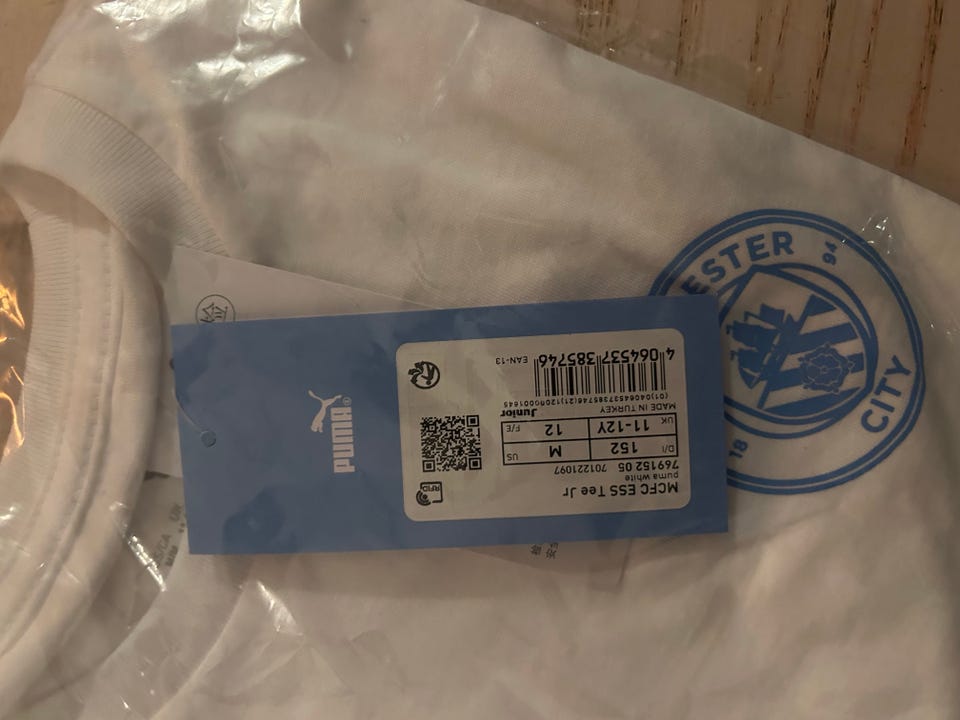 MCFC ESS Tee Jr
puma white
769152 05 701221097
D/I 152 M US
UK 11-12Y 12 F/E
MADE IN TURKEY Junior
4 064537 385746
EAN-13
RFID
PUMA®
ESTER
CITY
18
94